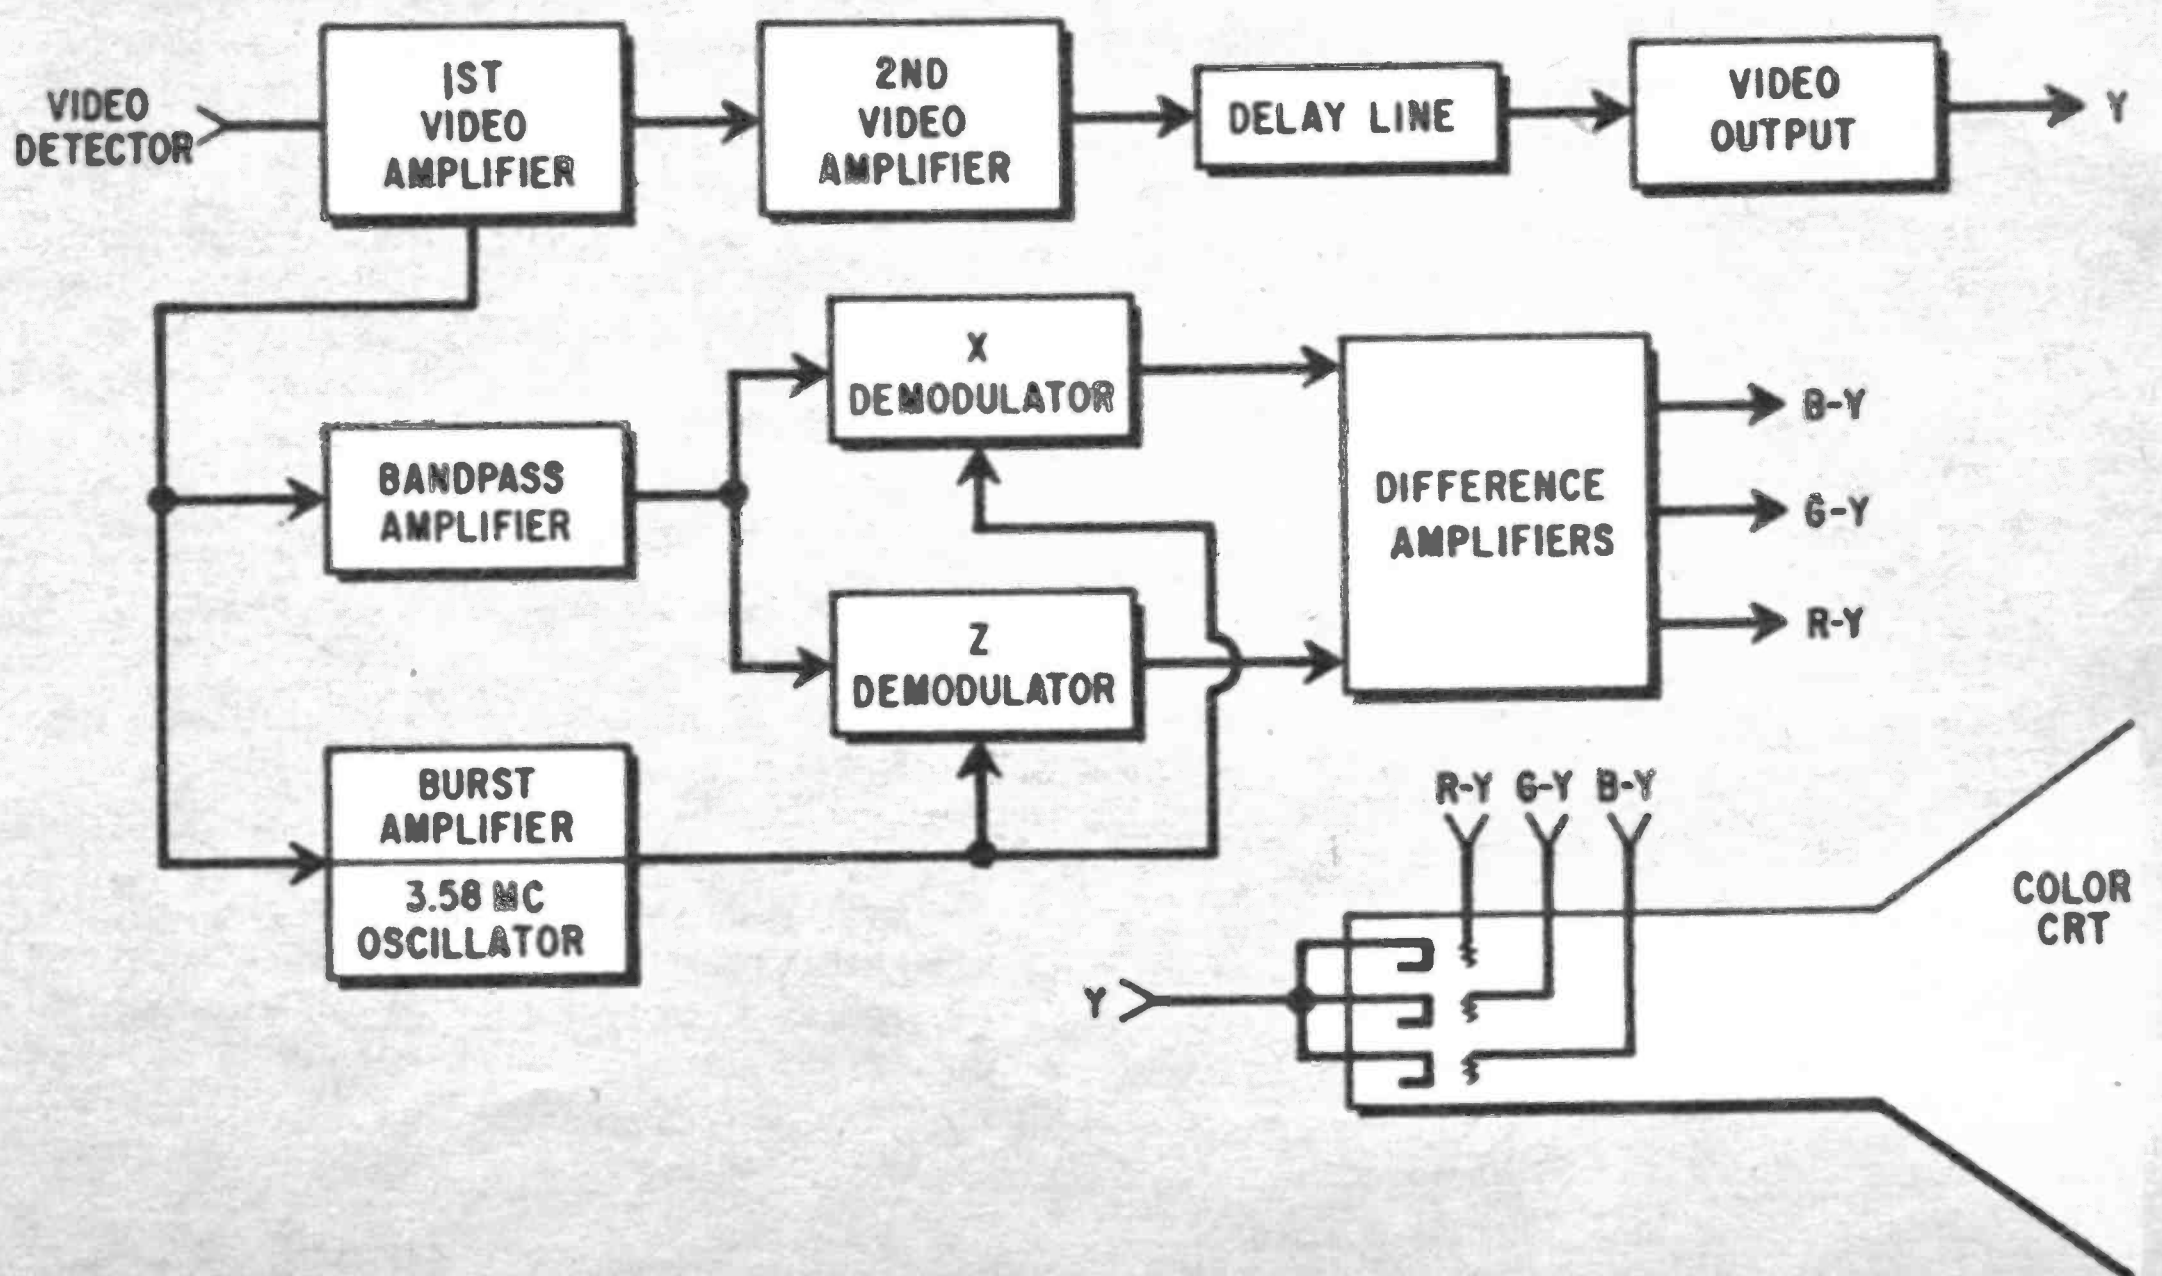 VIDEO
DETECTOR
1ST
VIDEO
AMPLIFIER
2ND
VIDEO
AMPLIFIER
DELAY LINE
VIDEO
OUTPUT
Y
X
DEMODULATOR
BANDPASS
AMPLIFIER
DIFFERENCE
AMPLIFIERS
B-Y
G-Y
R-Y
Z
DEMODULATOR
BURST
AMPLIFIER
3.58 MC
OSCILLATOR
R-Y G-Y B-Y
COLOR
CRT
Y